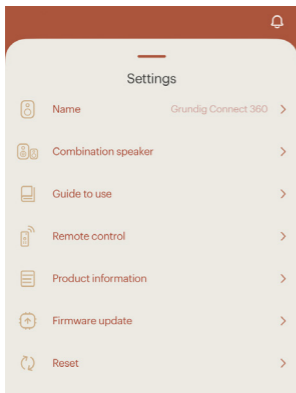 Settings
Name Grundig Connect 360
Combination speaker
Guide to use
Remote control
Product information
Firmware update
Reset